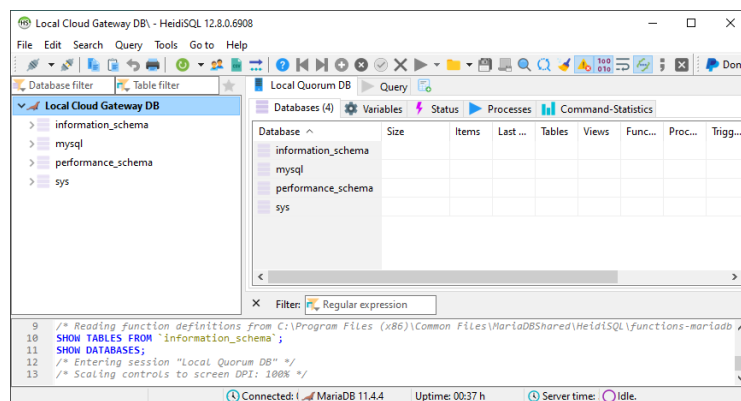 Local Cloud Gateway DB\ - HeidiSQL 12.8.0.6908
File Edit Search Query Tools Go to Help
Don
Database filter Table filter
Local Quorum DB Query
Local Cloud Gateway DB
information_schema
mysql
performance_schema
sys
Databases (4) Variables Status Processes Command-Statistics
Database Size Items Last ... Tables Views Func... Proc... Trigg...
information_schema
mysql
performance_schema
sys
Filter: Regular expression
9 /* Reading function definitions from C:\Program Files (x86)\Common Files\MariaDBShared\HeidiSQL\functions-mariadb
10 SHOW TABLES FROM `information_schema`;
11 SHOW DATABASES;
12 /* Entering session "Local Quorum DB" */
13 /* Scaling controls to screen DPI: 100% */
Connected: MariaDB 11.4.4 Uptime: 00:37 h Server time: Idle.